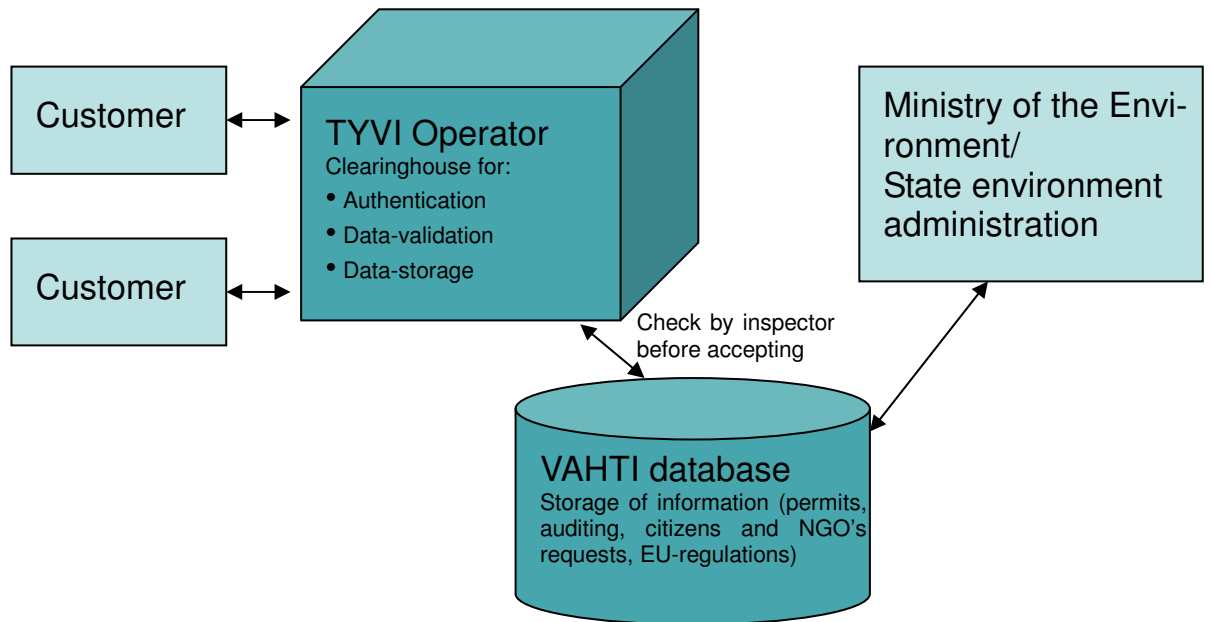 Customer
Customer
TYVI Operator
Clearinghouse for:
• Authentication
• Data-validation
• Data-storage
Ministry of the Envi-
ronment/
State environment
administration
Check by inspector
before accepting
VAHTI database
Storage of information (permits,
auditing, citizens and NGO's
requests, EU-regulations)